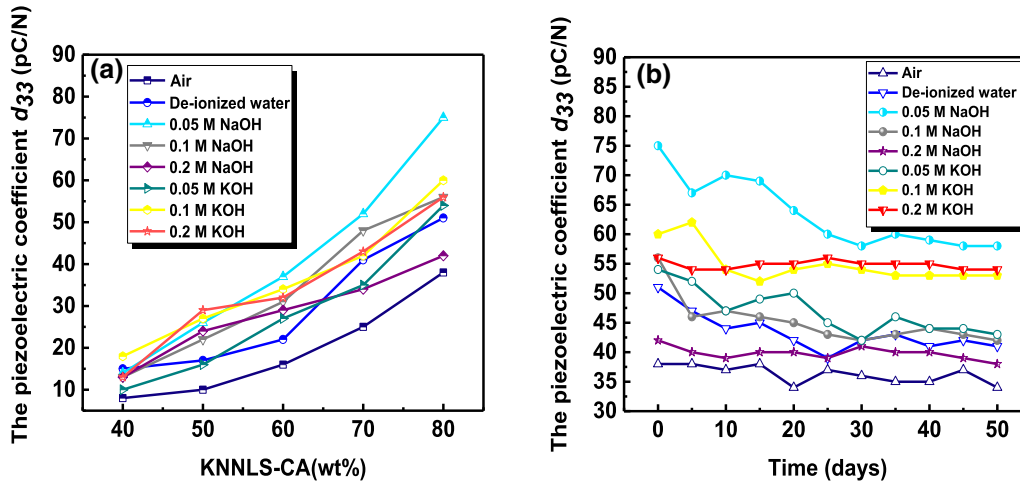 The piezoelectric coefficient d33 (pC/N)
90
80
70
60
50
40
30
20
10
(a)
Air
De-ionized water
0.05 M NaOH
0.1 M NaOH
0.2 M NaOH
0.05 M KOH
0.1 M KOH
0.2 M KOH
40 50 60 70 80
KNNLS-CA(wt%)
The piezoelectric coefficient d33 (pC/N)
90
85
80
75
70
65
60
55
50
45
40
35
30
(b)
Air
De-ionized water
0.05 M NaOH
0.1 M NaOH
0.2 M NaOH
0.05 M KOH
0.1 M KOH
0.2 M KOH
0 10 20 30 40 50
Time (days)